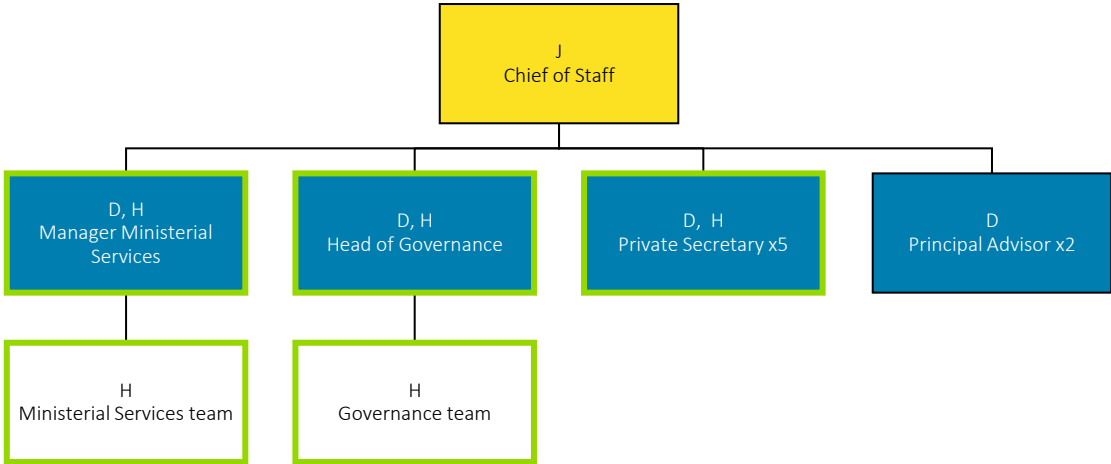 J
Chief of Staff
D, H
Manager Ministerial
Services
D, H
Head of Governance
D,  H
Private Secretary x5
D
Principal Advisor x2
H
Ministerial Services team
H
Governance team